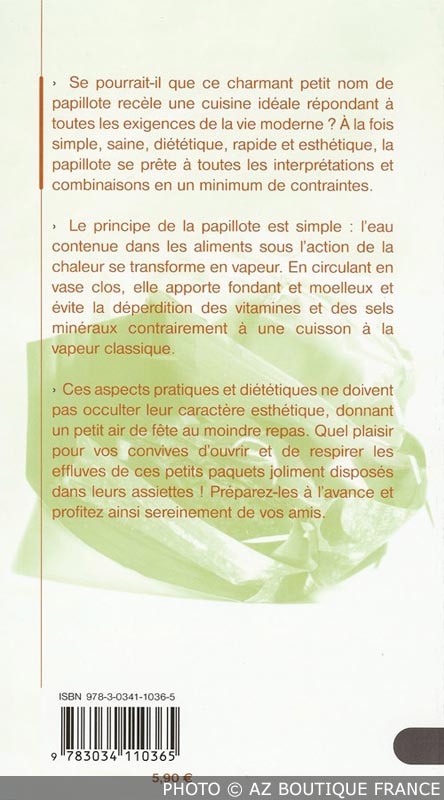 › Se pourrait-il que ce charmant petit nom de
papillote recèle une cuisine idéale répondant à
toutes les exigences de la vie moderne ? À la fois
simple, saine, diététique, rapide et esthétique, la
papillote se prête à toutes les interprétations et
combinaisons en un minimum de contraintes.
› Le principe de la papillote est simple : l'eau
contenue dans les aliments sous l'action de la
chaleur se transforme en vapeur. En circulant en
vase clos, elle apporte fondant et moelleux et
évite la déperdition des vitamines et des sels
minéraux contrairement à une cuisson à la
vapeur classique.
› Ces aspects pratiques et diététiques ne doivent
pas occulter leur caractère esthétique, donnant
un petit air de fête au moindre repas. Quel plaisir
pour vos convives d'ouvrir et de respirer les
effluves de ces petits paquets joliment disposés
dans leurs assiettes ! Préparez-les à l'avance et
profitez ainsi sereinement de vos amis.
ISBN 978-3-0341-1036-5
9 783034 110365
5,90 €
PHOTO © AZ BOUTIQUE FRANCE